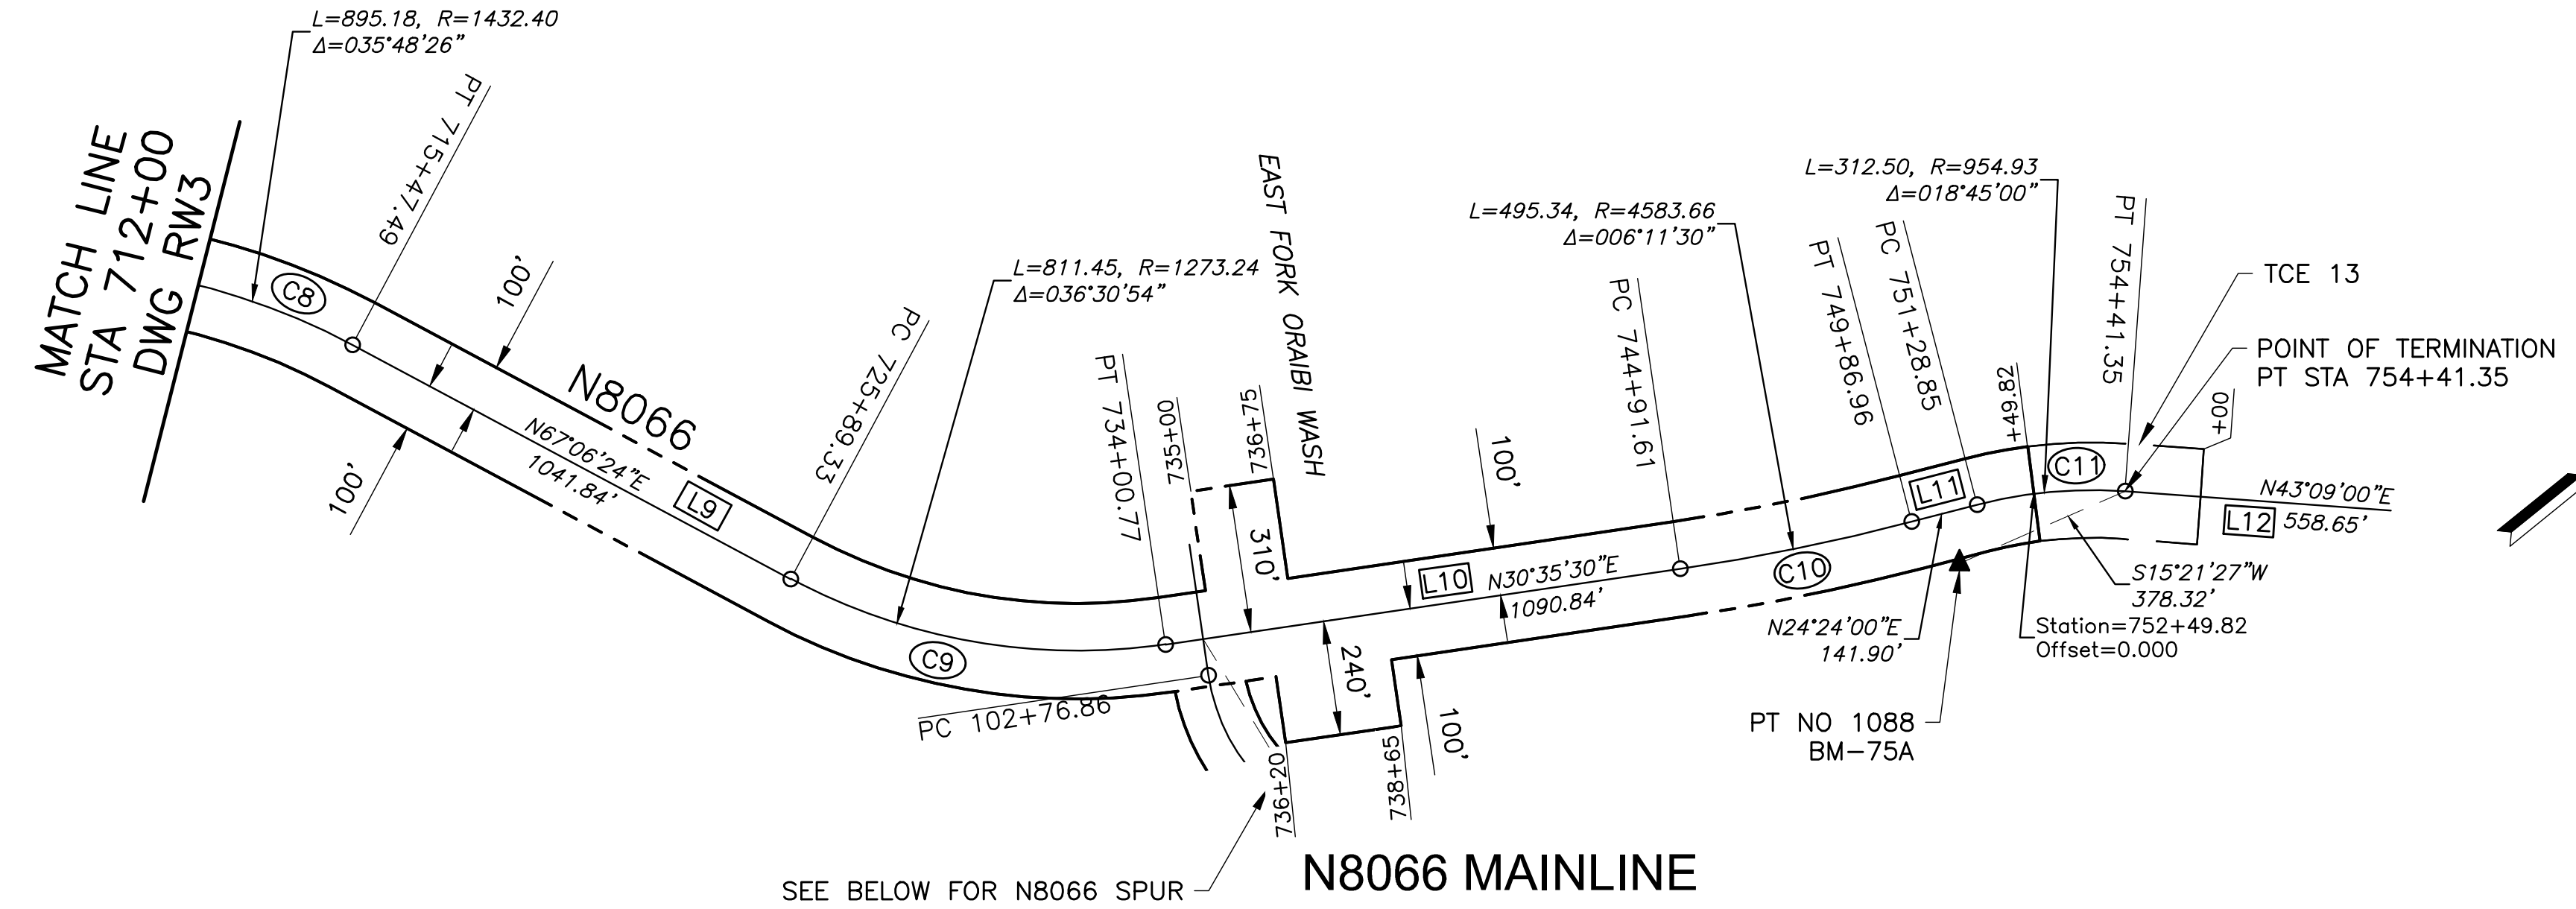 L=895.18, R=1432.40
Δ=035°48'26"
PT 715+47.49
MATCH LINE
STA 712+00
DWG RW3
C8
100'
100'
N8066
N67°06'24"E
1041.84'
L9
PC 725+89.33
L=811.45, R=1273.24
Δ=036°30'54"
C9
PT 734+00.77
735+00
736+75
EAST FORK ORAIBI WASH
310'
240'
PC 102+76.86
736+20
738+65
100'
100'
L10
N30°35'30"E
1090.84'
PC 744+91.61
L=495.34, R=4583.66
Δ=006°11'30"
C10
PT 749+86.96
PC 751+28.85
L11
N24°24'00"E
141.90'
L=312.50, R=954.93
Δ=018°45'00"
+49.82
C11
PT 754+41.35
TCE 13
POINT OF TERMINATION
PT STA 754+41.35
+00
N43°09'00"E
L12 558.65'
S15°21'27"W
378.32'
Station=752+49.82
Offset=0.000
PT NO 1088
BM-75A
SEE BELOW FOR N8066 SPUR
N8066 MAINLINE